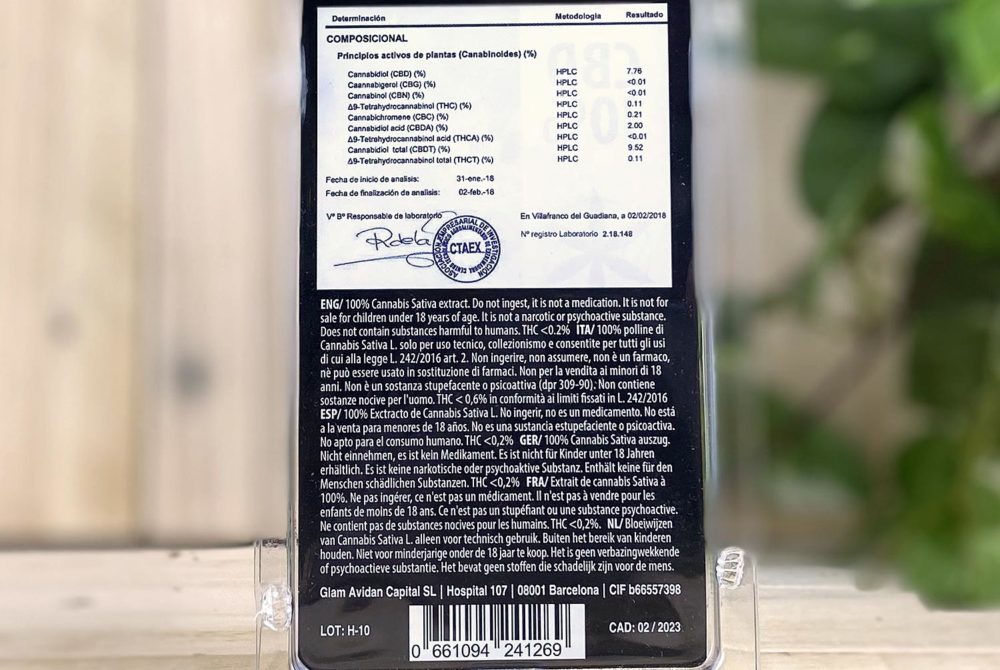 Determinación Metodologia Resultado
COMPOSICIONAL
Principios activos de plantas (Canabinoides) (%)
Cannabidiol (CBD) (%) HPLC 7.76
Caannabigerol (CBG) (%) HPLC <0.01
Cannabinol (CBN) (%) HPLC <0.01
Δ9-Tetrahydrocannabinol (THC) (%) HPLC 0.11
Cannabichromene (CBC) (%) HPLC 0.21
Cannabidiol acid (CBDA) (%) HPLC 2.00
Δ9-Tetrahydrocannabinol acid (THCA) (%) HPLC <0.01
Cannabidiol total (CBDT) (%) HPLC 9.52
Δ9-Tetrahydrocannabinol total (THCT) (%) HPLC 0.11
Fecha de inicio de analisis: 31-ene.-18
Fecha de finalización de analisis: 02-feb.-18
Vº Bº Responsable de laboratorio En Villafranco del Guadiana, a 02/02/2018
Nº registro Laboratorio 2.18.148
CTAEX
ENG/ 100% Cannabis Sativa extract. Do not ingest, it is not a medication. It is not for
sale for children under 18 years of age. It is not a narcotic or psychoactive substance.
Does not contain substances harmful to humans. THC <0.2% ITA/ 100% polline di
Cannabis Sativa L. solo per uso tecnico, collezionismo e consentite per tutti gli usi
di cui alla legge L. 242/2016 art. 2. Non ingerire, non assumere, non è un farmaco,
nè può essere usato in sostituzione di farmaci. Non per la vendita ai minori di 18
anni. Non è un sostanza stupefacente o psicoattiva (dpr 309-90): Non contiene
sostanze nocive per l'uomo. THC < 0,6% in conformità ai limiti fissati in L. 242/2016
ESP/ 100% Exctracto de Cannabis Sativa L. No ingerir, no es un medicamento. No está
a la venta para menores de 18 años. No es una sustancia estupefaciente o psicoactiva.
No apto para el consumo humano. THC <0,2% GER/ 100% Cannabis Sativa auszug.
Nicht einnehmen, es ist kein Medikament. Es ist nicht für Kinder unter 18 Jahren
erhältlich. Es ist keine narkotische oder psychoaktive Substanz. Enthält keine für den
Menschen schädlichen Substanzen. THC <0,2% FRA/ Extrait de cannabis Sativa à
100%. Ne pas ingérer, ce n'est pas un médicament. Il n'est pas à vendre pour les
enfants de moins de 18 ans. Ce n'est pas un stupéfiant ou une substance psychoactive.
Ne contient pas de substances nocives pour les humains. THC <0,2%. NL/ Bloeiwijzen
van Cannabis Sativa L. alleen voor technisch gebruik. Buiten het bereik van kinderen
houden. Niet voor minderjarige onder de 18 jaar te koop. Het is geen verbazingwekkende
of psychoactieve substantie. Het bevat geen stoffen die schadelijk zijn voor de mens.
Glam Avidan Capital SL | Hospital 107 | 08001 Barcelona | CIF b66557398
LOT: H-10 CAD: 02 / 2023
0 661094 241269